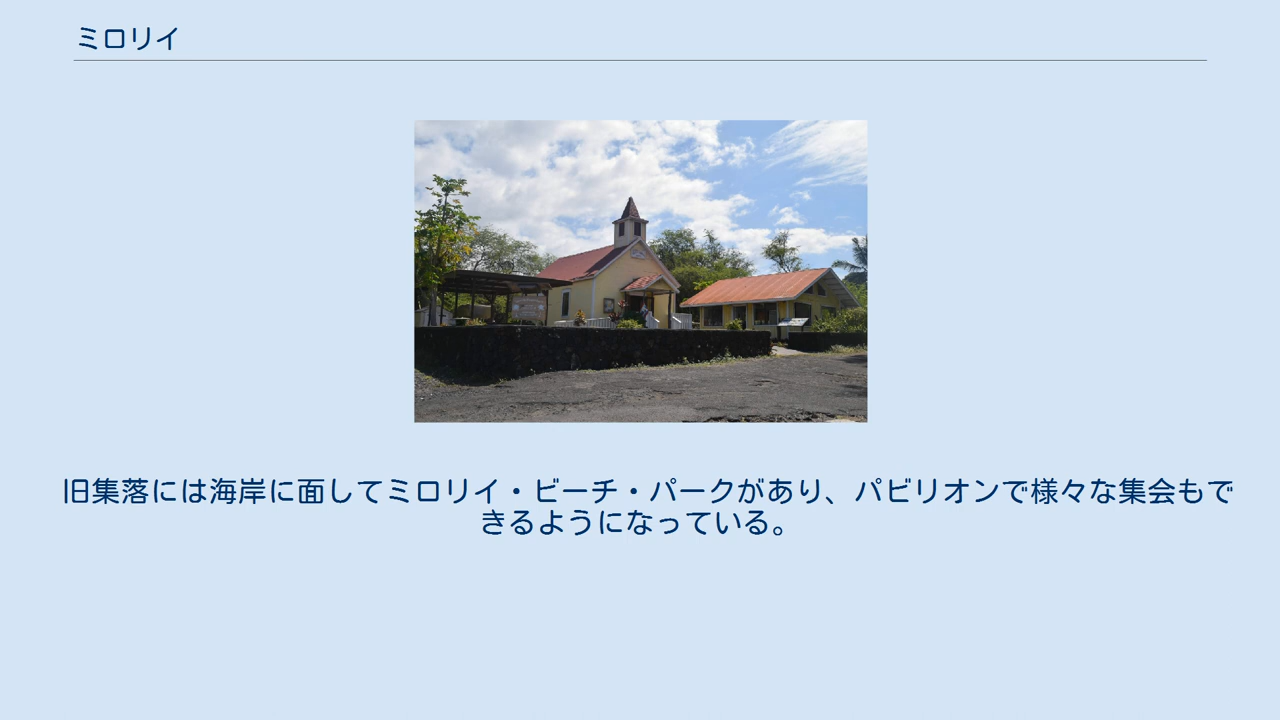 ミロリイ
旧集落には海岸に面してミロリイ・ビーチ・パークがあり、パビリオンで様々な集会もで
きるようになっている。